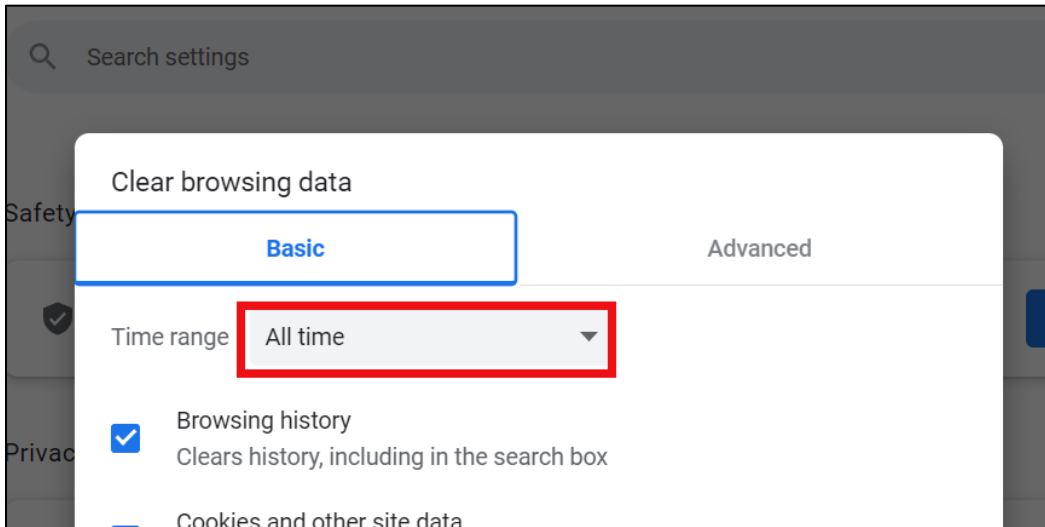 Search settings
Clear browsing data
Safety
Basic
Advanced
Time range
All time
Browsing history
Clears history, including in the search box
Privac
Cookies and other site data